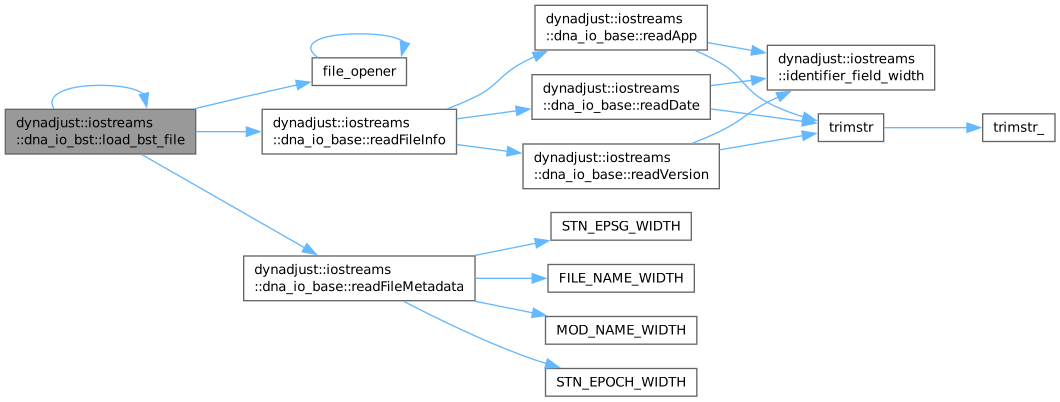 dynadjust::iostreams
::dna_io_bst::load_bst_file
file_opener
dynadjust::iostreams
::dna_io_base::readFileInfo
dynadjust::iostreams
::dna_io_base::readApp
dynadjust::iostreams
::dna_io_base::readDate
dynadjust::iostreams
::dna_io_base::readVersion
dynadjust::iostreams
::identifier_field_width
trimstr
trimstr_
dynadjust::iostreams
::dna_io_base::readFileMetadata
STN_EPSG_WIDTH
FILE_NAME_WIDTH
MOD_NAME_WIDTH
STN_EPOCH_WIDTH